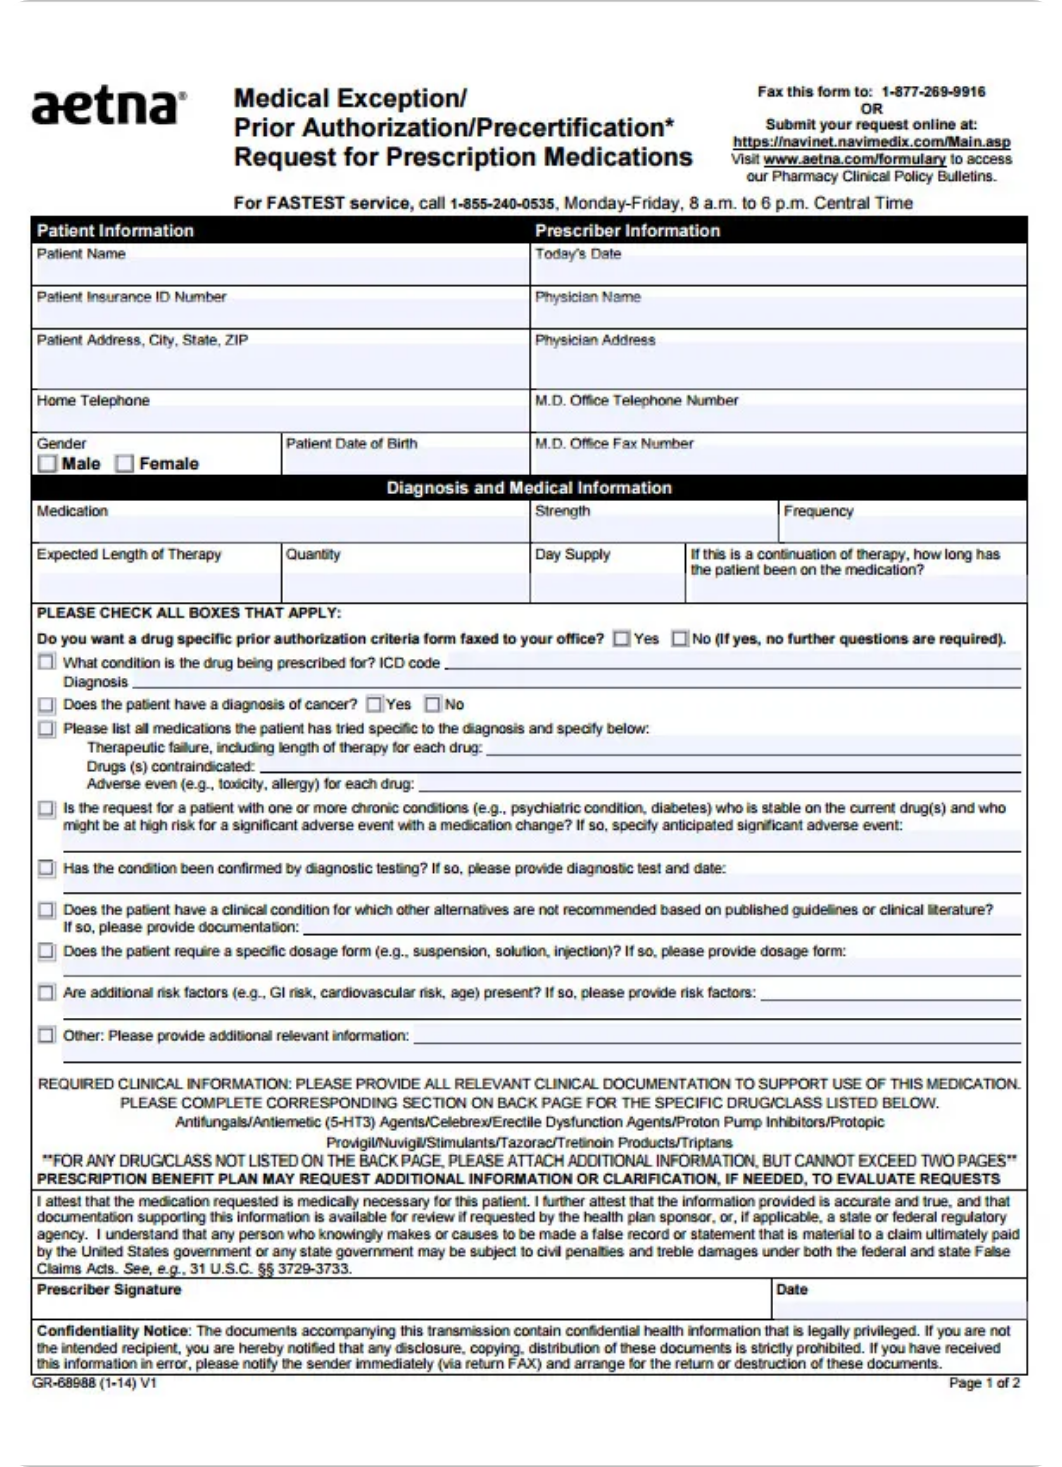 aetna®
Medical Exception/
Prior Authorization/Precertification*
Request for Prescription Medications
Fax this form to: 1-877-269-9916
OR
Submit your request online at:
https://navinet.navimedix.com/Main.asp
Visit www.aetna.com/formulary to access
our Pharmacy Clinical Policy Bulletins.
For FASTEST service, call 1-855-240-0535, Monday-Friday, 8 a.m. to 6 p.m. Central Time
Patient Information Prescriber Information
Patient Name Today's Date
Patient Insurance ID Number Physician Name
Patient Address, City, State, ZIP Physician Address
Home Telephone M.D. Office Telephone Number
Gender Patient Date of Birth M.D. Office Fax Number
Male Female
Diagnosis and Medical Information
Medication Strength Frequency
Expected Length of Therapy Quantity Day Supply If this is a continuation of therapy, how long has
the patient been on the medication?
PLEASE CHECK ALL BOXES THAT APPLY:
Do you want a drug specific prior authorization criteria form faxed to your office? Yes No (If yes, no further questions are required).
What condition is the drug being prescribed for? ICD code
Diagnosis
Does the patient have a diagnosis of cancer? Yes No
Please list all medications the patient has tried specific to the diagnosis and specify below:
Therapeutic failure, including length of therapy for each drug:
Drugs (s) contraindicated:
Adverse even (e.g., toxicity, allergy) for each drug:
Is the request for a patient with one or more chronic conditions (e.g., psychiatric condition, diabetes) who is stable on the current drug(s) and who
might be at high risk for a significant adverse event with a medication change? If so, specify anticipated significant adverse event:
Has the condition been confirmed by diagnostic testing? If so, please provide diagnostic test and date:
Does the patient have a clinical condition for which other alternatives are not recommended based on published guidelines or clinical literature?
If so, please provide documentation:
Does the patient require a specific dosage form (e.g., suspension, solution, injection)? If so, please provide dosage form:
Are additional risk factors (e.g., GI risk, cardiovascular risk, age) present? If so, please provide risk factors:
Other: Please provide additional relevant information:
REQUIRED CLINICAL INFORMATION: PLEASE PROVIDE ALL RELEVANT CLINICAL DOCUMENTATION TO SUPPORT USE OF THIS MEDICATION.
PLEASE COMPLETE CORRESPONDING SECTION ON BACK PAGE FOR THE SPECIFIC DRUG/CLASS LISTED BELOW.
Antifungals/Antiemetic (5-HT3) Agents/Celebrex/Erectile Dysfunction Agents/Proton Pump Inhibitors/Protopic
Provigil/Nuvigil/Stimulants/Tazorac/Tretinoin Products/Triptans
**FOR ANY DRUG/CLASS NOT LISTED ON THE BACK PAGE, PLEASE ATTACH ADDITIONAL INFORMATION, BUT CANNOT EXCEED TWO PAGES**
PRESCRIPTION BENEFIT PLAN MAY REQUEST ADDITIONAL INFORMATION OR CLARIFICATION, IF NEEDED, TO EVALUATE REQUESTS
I attest that the medication requested is medically necessary for this patient. I further attest that the information provided is accurate and true, and that
documentation supporting this information is available for review if requested by the health plan sponsor, or, if applicable, a state or federal regulatory
agency. I understand that any person who knowingly makes or causes to be made a false record or statement that is material to a claim ultimately paid
by the United States government or any state government may be subject to civil penalties and treble damages under both the federal and state False
Claims Acts. See, e.g., 31 U.S.C. §§ 3729-3733.
Prescriber Signature Date
Confidentiality Notice: The documents accompanying this transmission contain confidential health information that is legally privileged. If you are not
the intended recipient, you are hereby notified that any disclosure, copying, distribution of these documents is strictly prohibited. If you have received
this information in error, please notify the sender immediately (via return FAX) and arrange for the return or destruction of these documents.
GR-68988 (1-14) V1 Page 1 of 2